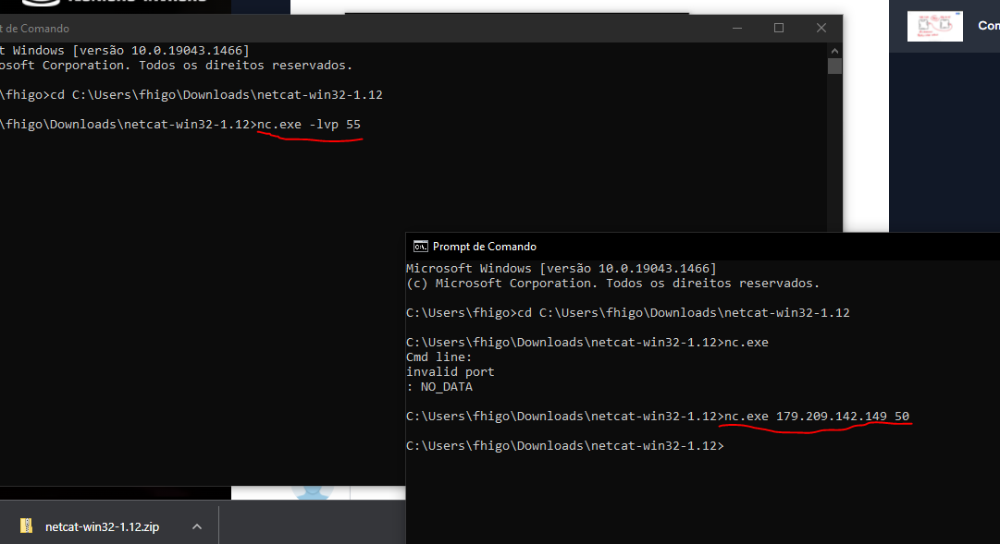 t de Comando
t Windows [versão 10.0.19043.1466]
osoft Corporation. Todos os direitos reservados.
\fhigo>cd C:\Users\fhigo\Downloads\netcat-win32-1.12
\fhigo\Downloads\netcat-win32-1.12>nc.exe -lvp 55
Con
Prompt de Comando
Microsoft Windows [versão 10.0.19043.1466]
(c) Microsoft Corporation. Todos os direitos reservados.
C:\Users\fhigo>cd C:\Users\fhigo\Downloads\netcat-win32-1.12
C:\Users\fhigo\Downloads\netcat-win32-1.12>nc.exe
Cmd line:
invalid port
: NO_DATA
C:\Users\fhigo\Downloads\netcat-win32-1.12>nc.exe 179.209.142.149 50
C:\Users\fhigo\Downloads\netcat-win32-1.12>
netcat-win32-1.12.zip